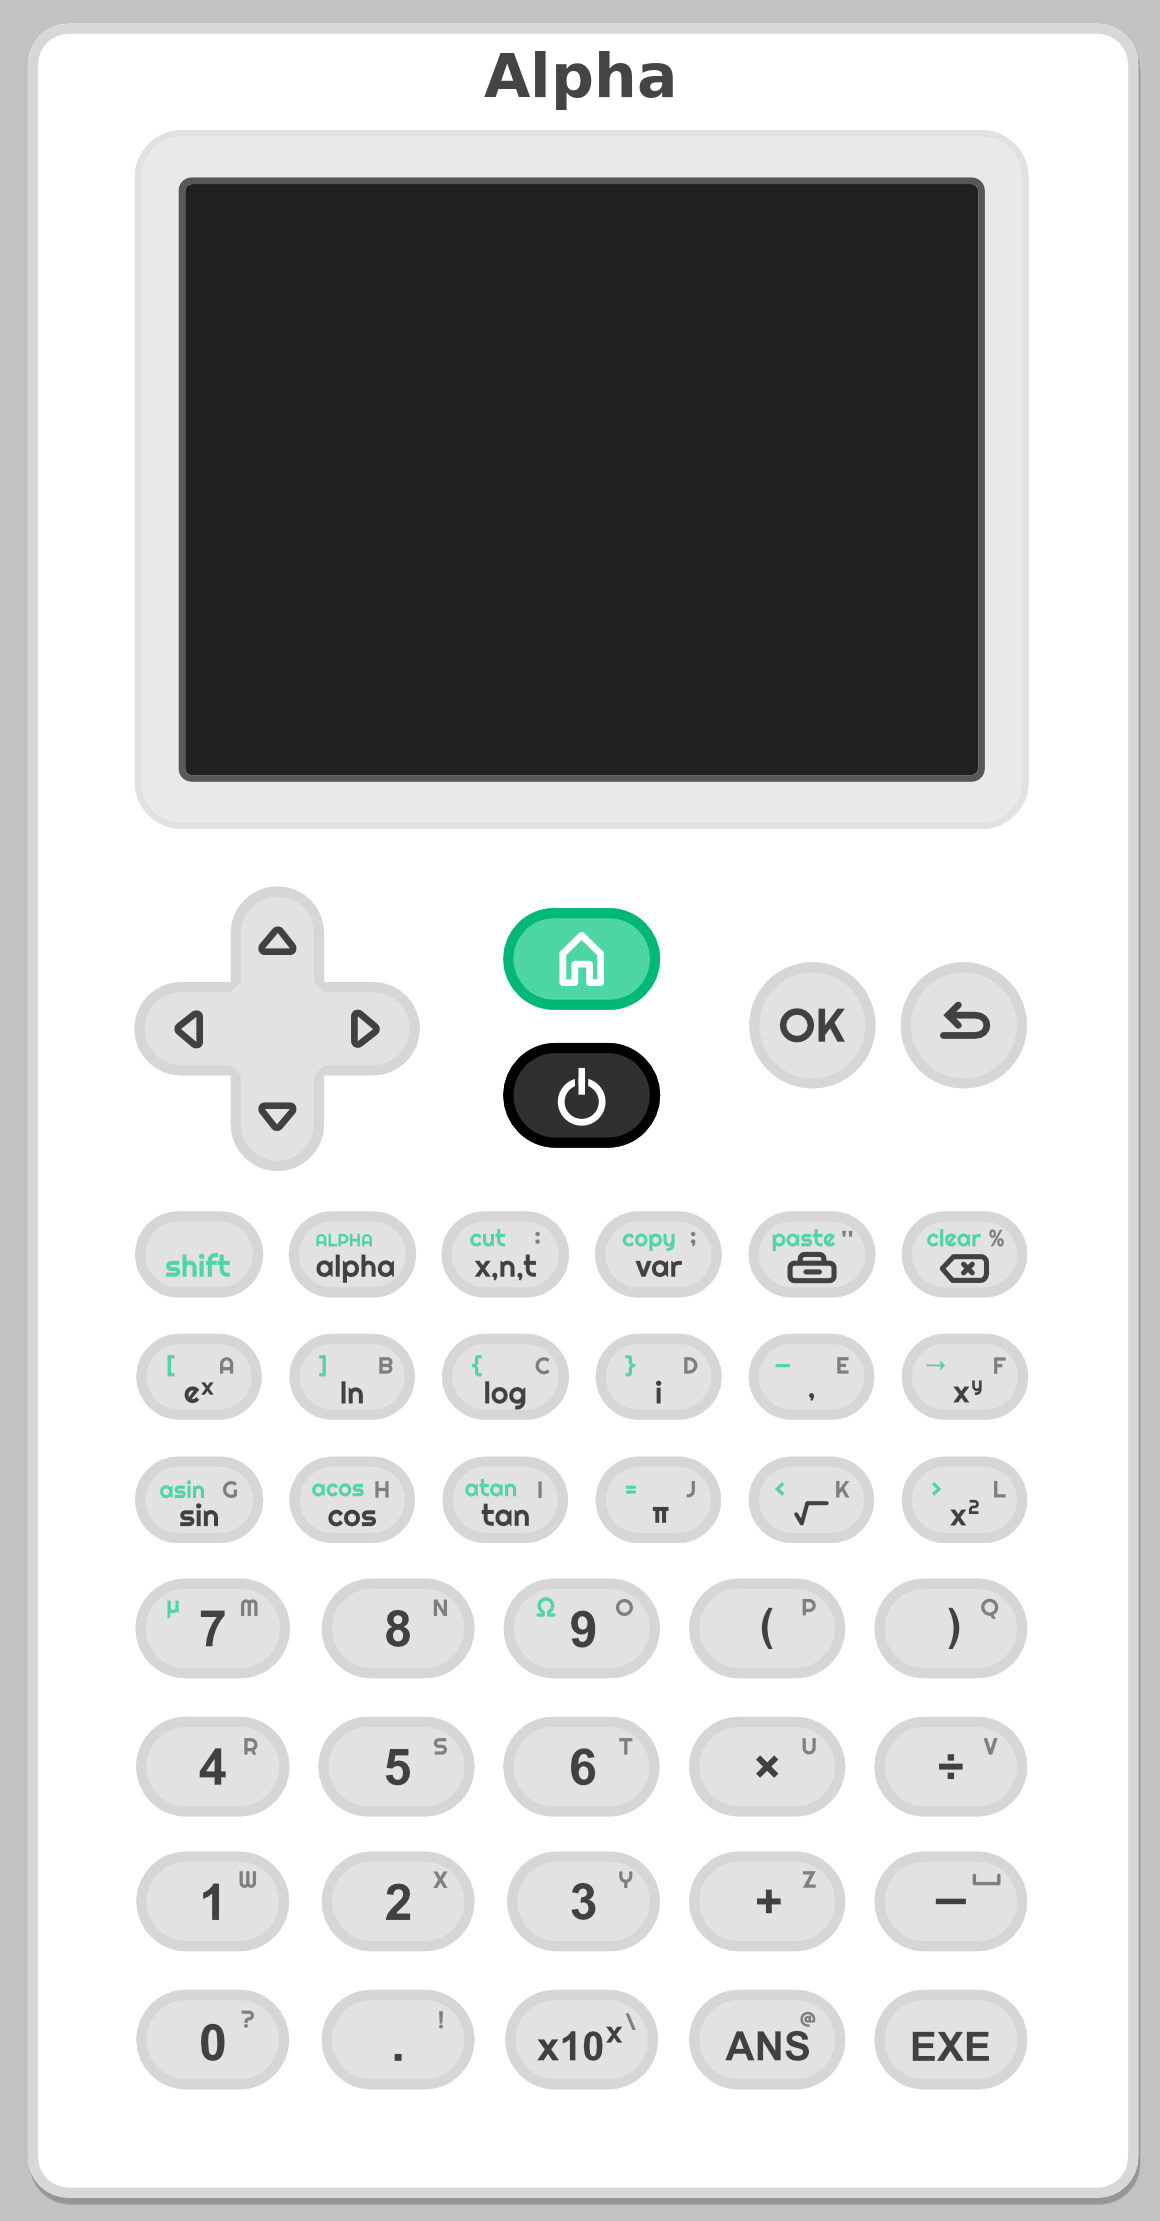 Alpha
OK
ALPHA cut : copy ; paste " clear %
shift alpha x,n,t var
[ A ] B { C } D – E → F
eˣ ln log i , xʸ
asin G acos H atan I = J < K > L
sin cos tan π √ x²
µ 7 M 8 N Ω 9 O ( P ) Q
4 R 5 S 6 T × U ÷ V
1 W 2 X 3 Y + Z – ⎵
0 ? . ! x10ˣ \ ANS @ EXE